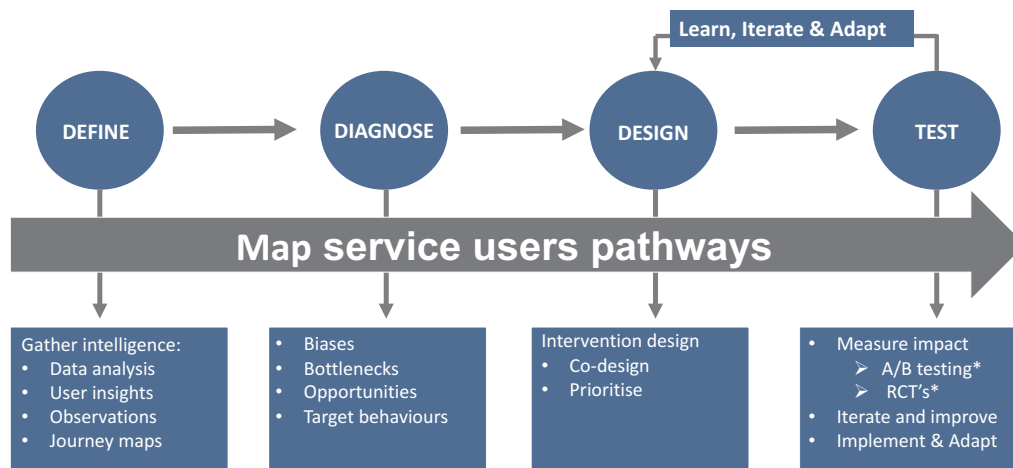 Learn, Iterate & Adapt
DEFINE
DIAGNOSE
DESIGN
TEST
Map service users pathways
Gather intelligence:
• Data analysis
• User insights
• Observations
• Journey maps
• Biases
• Bottlenecks
• Opportunities
• Target behaviours
Intervention design
• Co-design
• Prioritise
• Measure impact
➢ A/B testing*
➢ RCT's*
• Iterate and improve
• Implement & Adapt